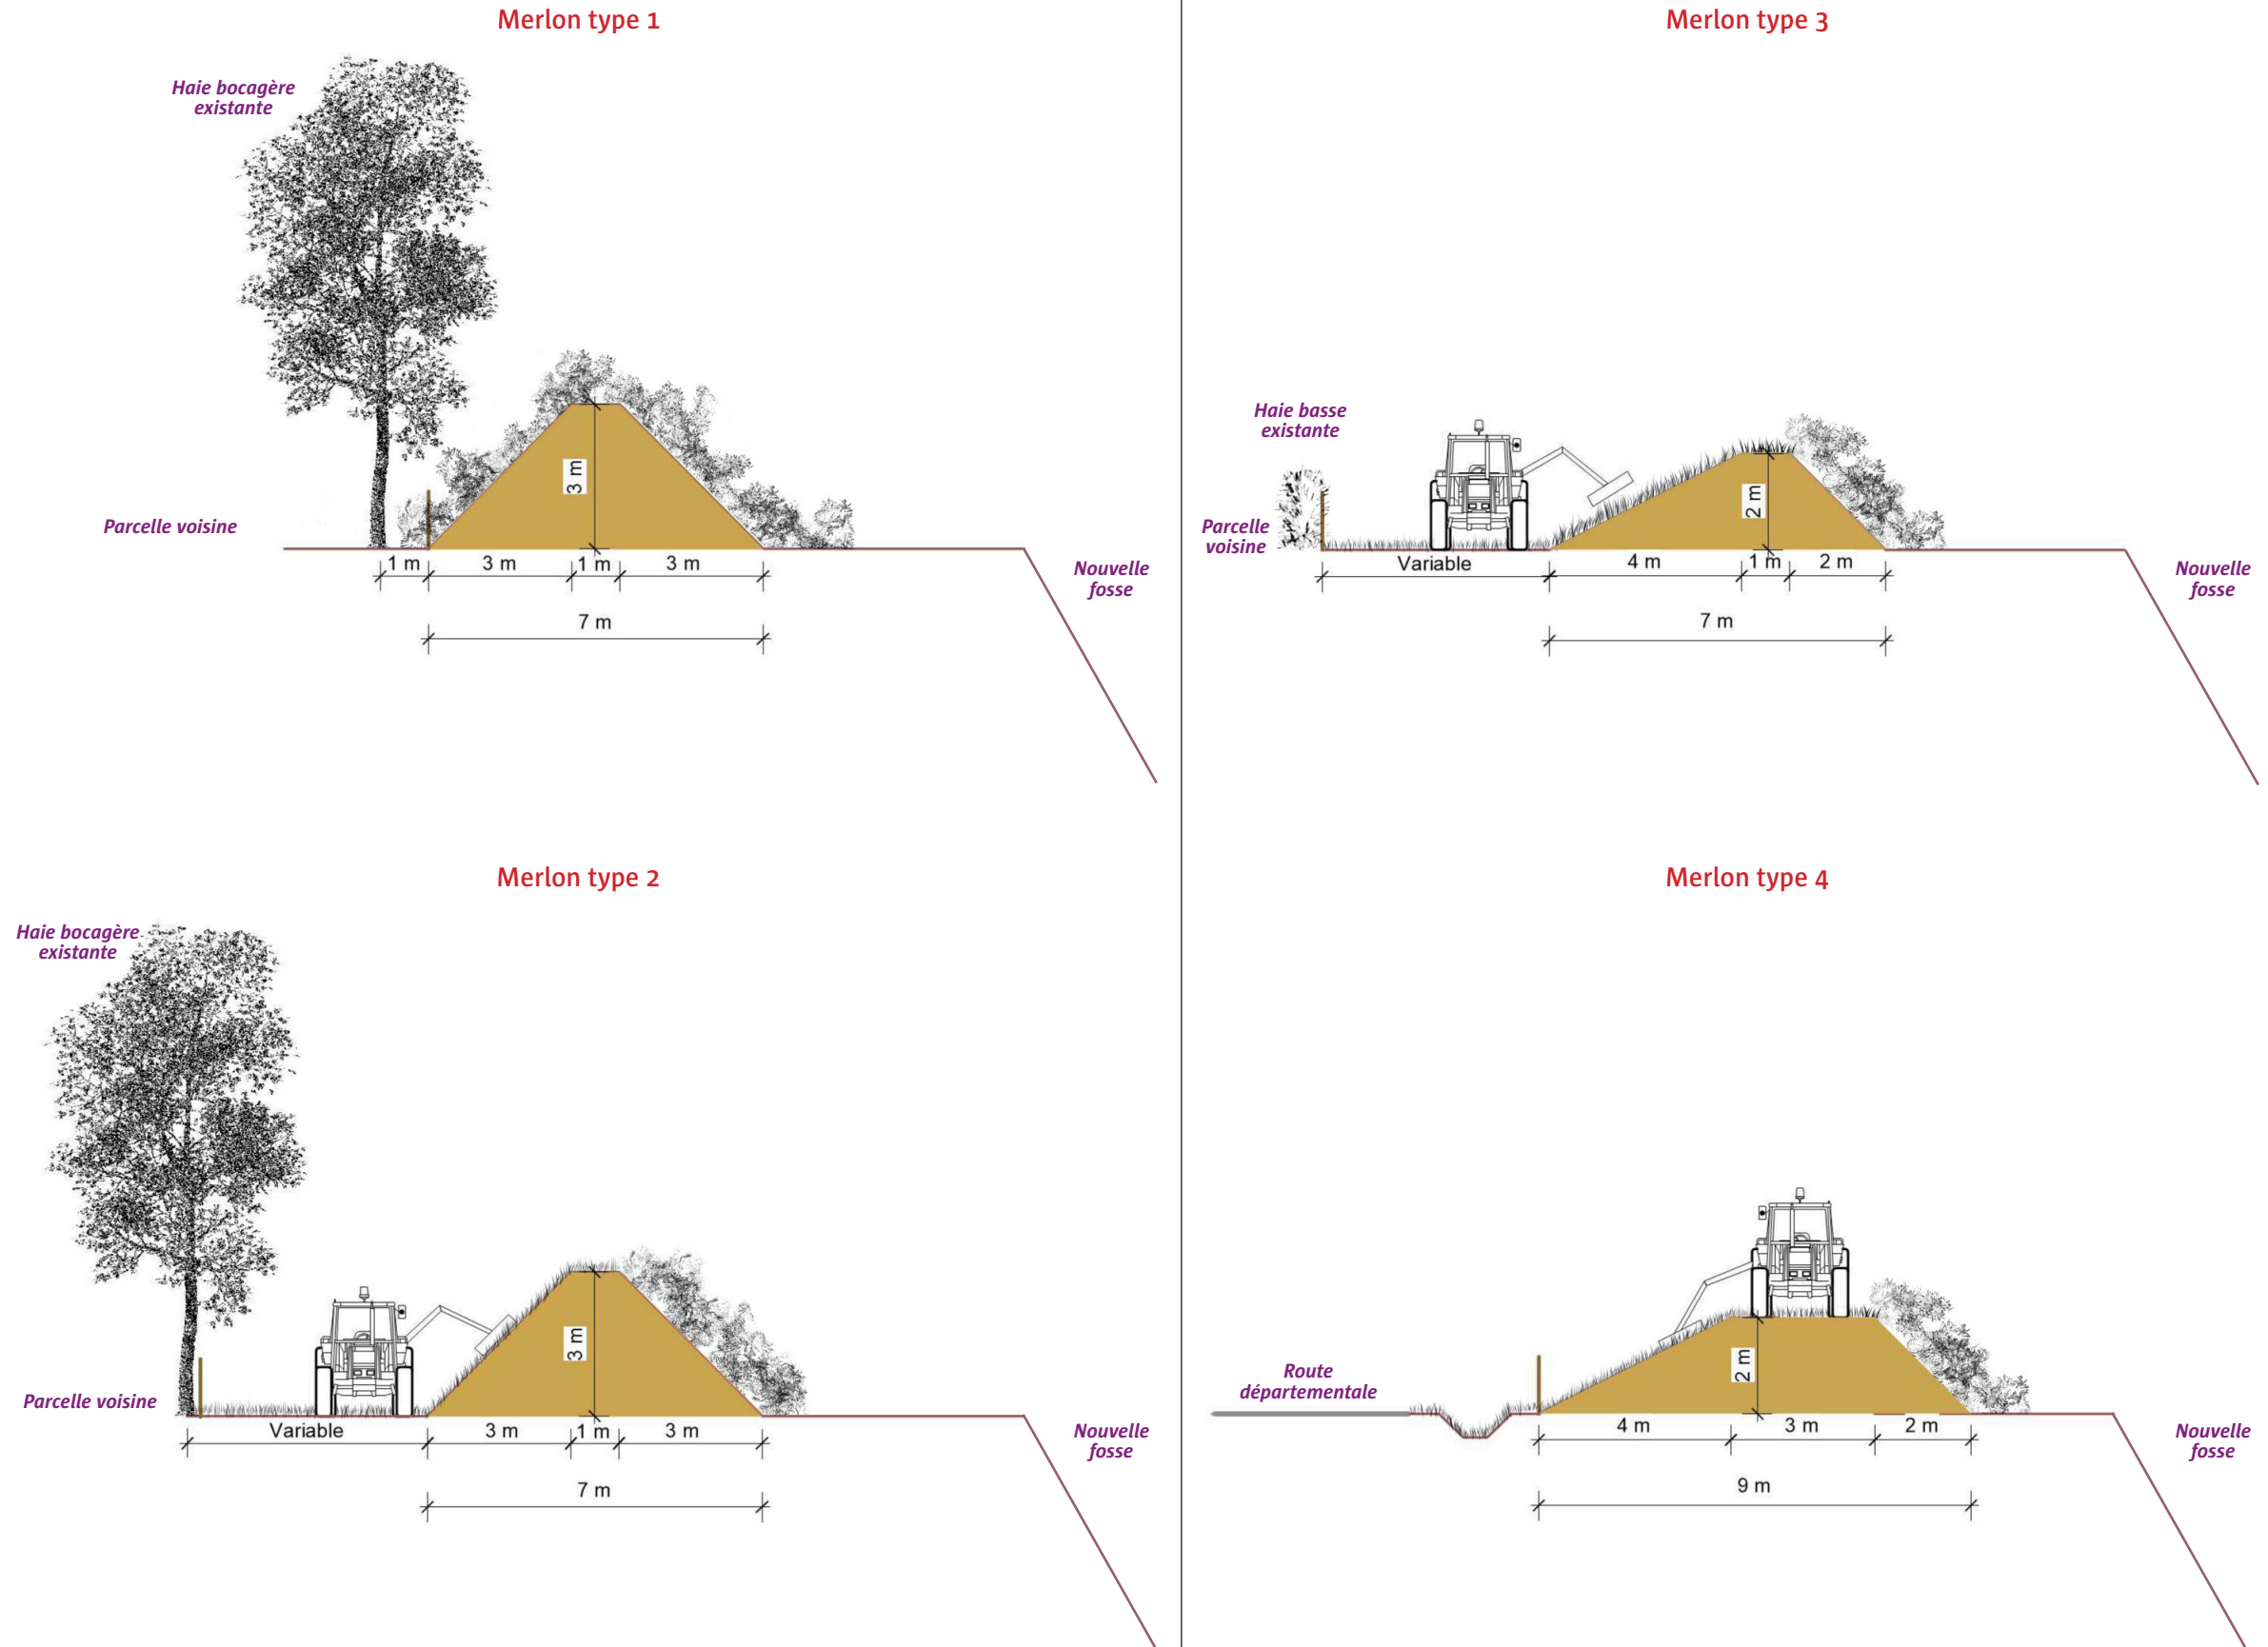 Merlon type 1
Haie bocagère
existante
Parcelle voisine
3 m
1 m
3 m
1 m
3 m
7 m
Nouvelle
fosse
Merlon type 3
Haie basse
existante
Parcelle
voisine
2 m
Variable
4 m
1 m
2 m
7 m
Nouvelle
fosse
Merlon type 2
Haie bocagère
existante
Parcelle voisine
3 m
Variable
3 m
1 m
3 m
7 m
Nouvelle
fosse
Merlon type 4
Route
départementale
2 m
4 m
3 m
2 m
9 m
Nouvelle
fosse